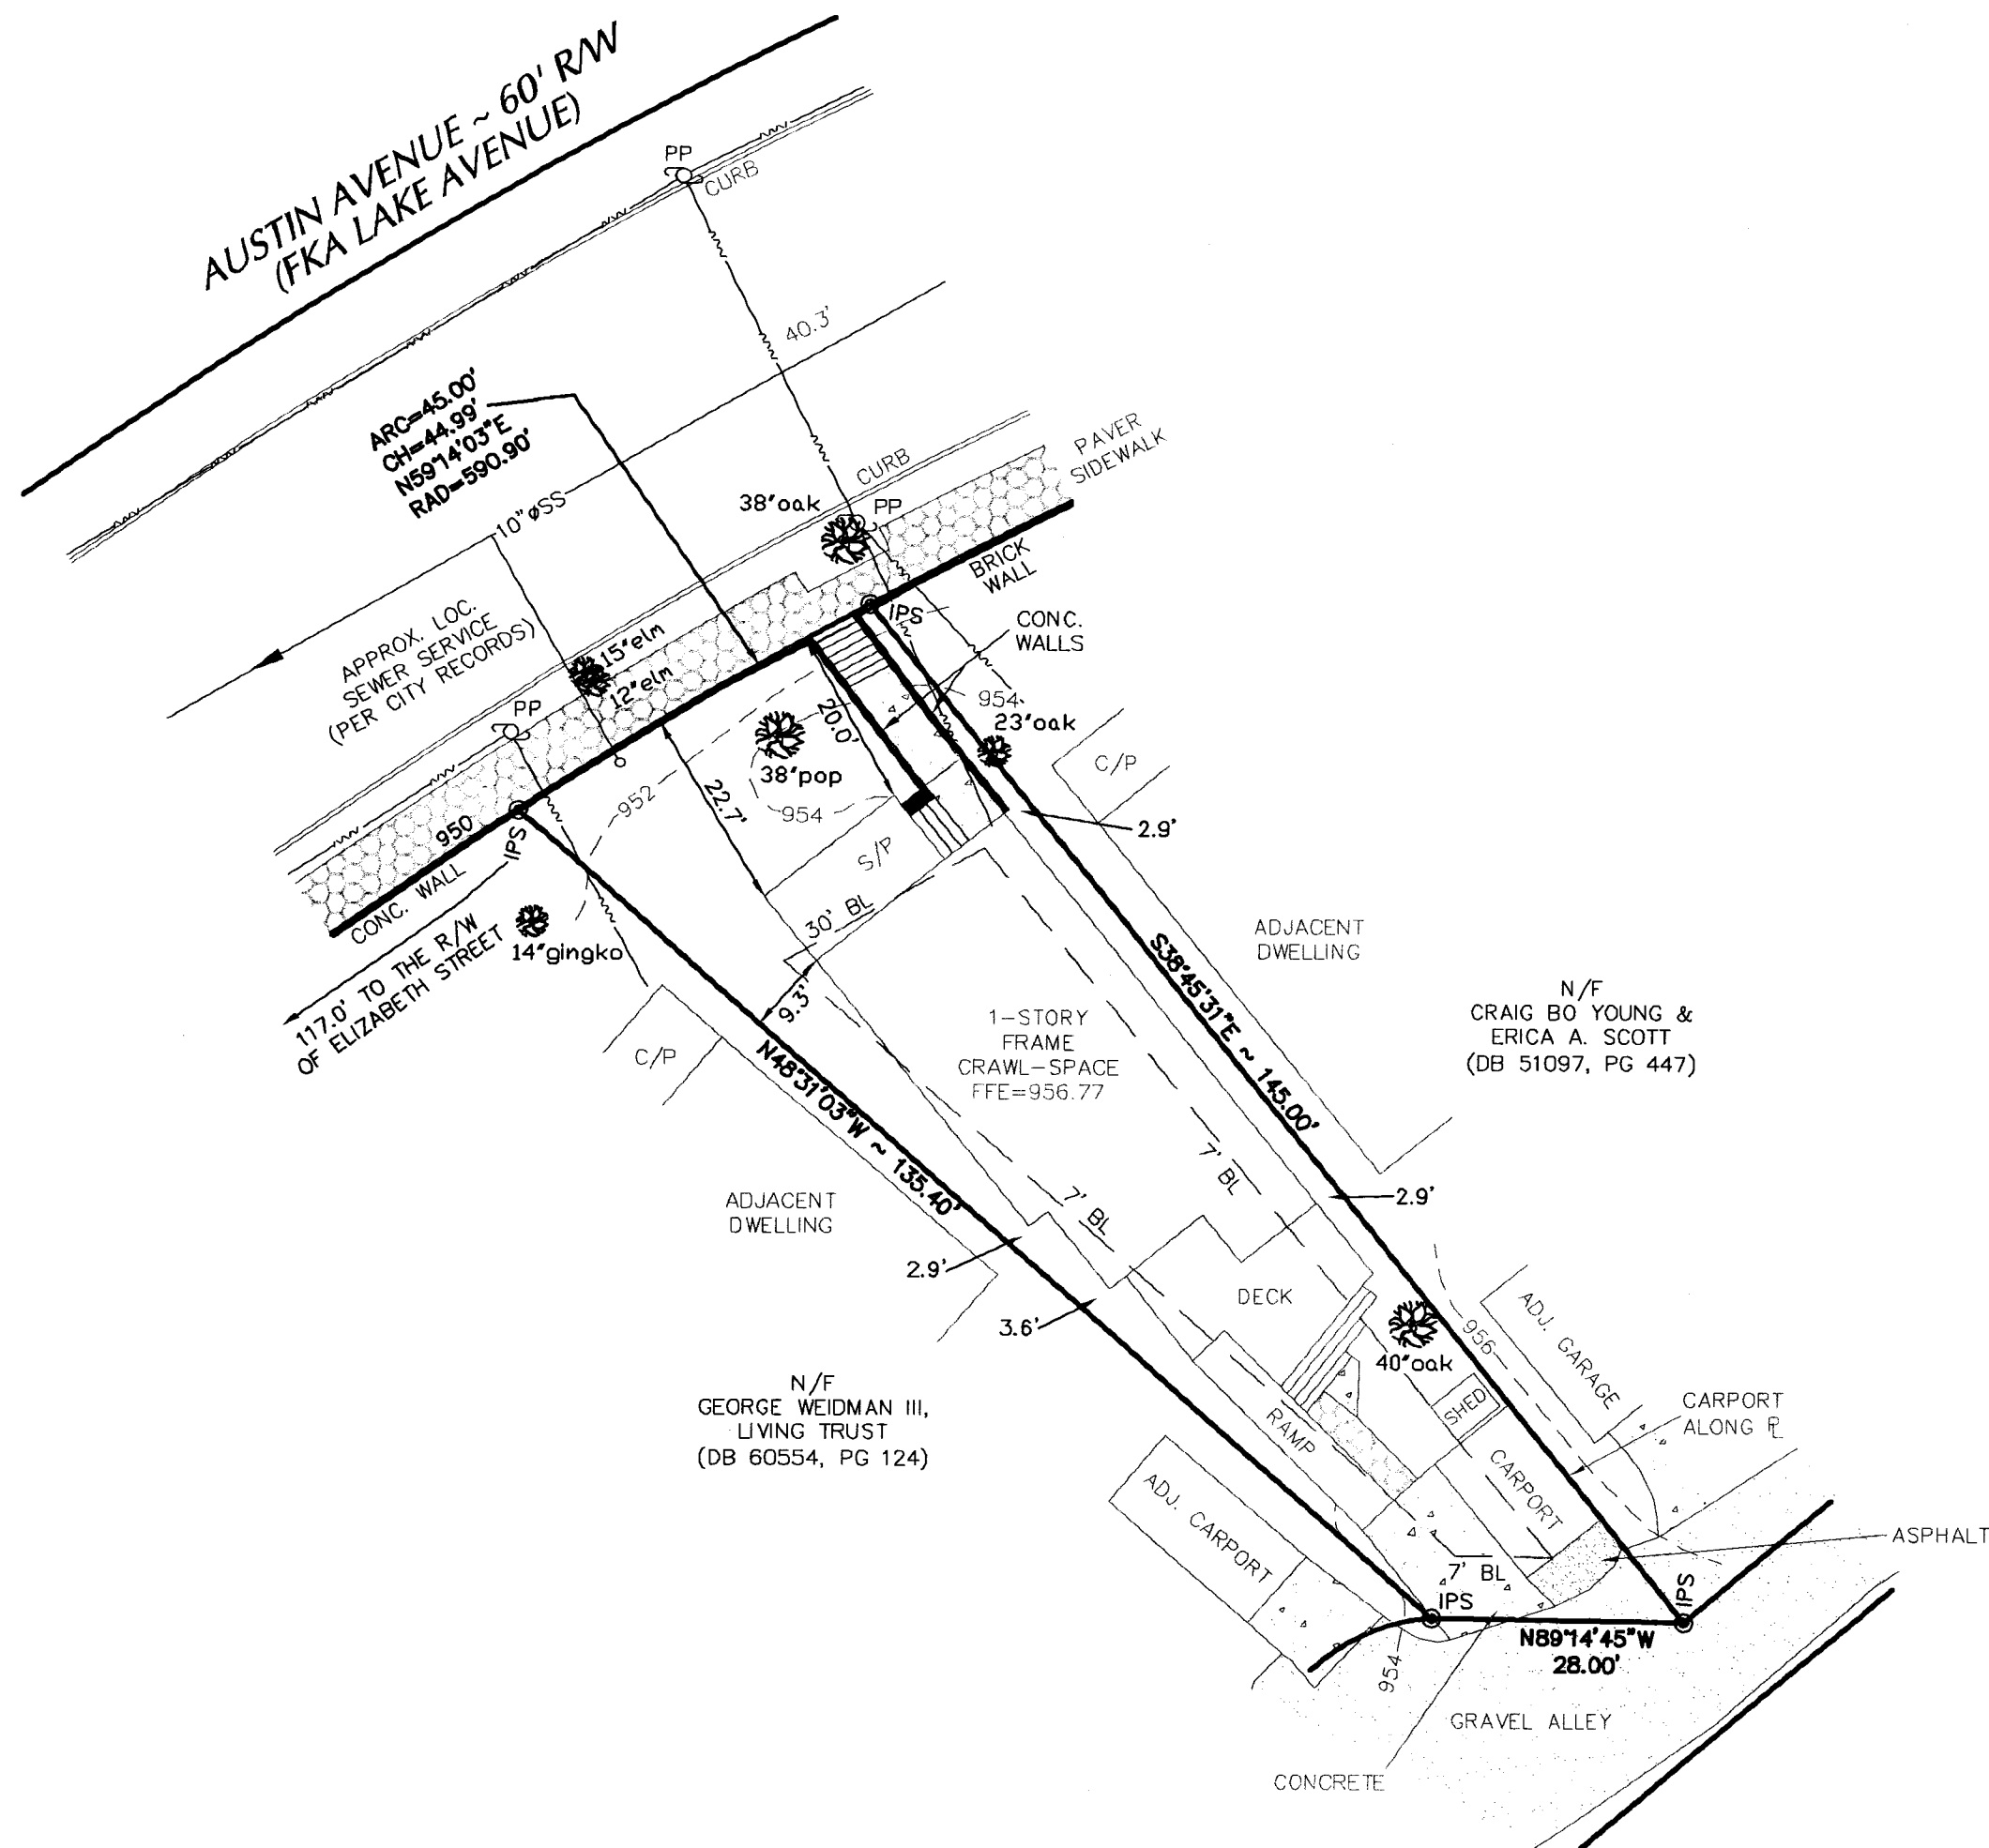 AUSTIN AVENUE ~ 60' R/W
(FKA LAKE AVENUE)
PP
CURB
40.3'
ARC=45.00'
CH=44.99'
N59°14'03"E
RAD=590.90'
10" øSS
CURB
PAVER
SIDEWALK
38"oak
PP
BRICK
WALL
IPS
CONC.
WALLS
APPROX. LOC.
SEWER SERVICE
(PER CITY RECORDS)
15"elm
12"elm
PP
954
23"oak
C/P
20.0'
38"pop
22.7'
952
954
2.9'
950
IPS
S/P
CONC. WALL
30' BL
14"gingko
117.0' TO THE R/W
OF ELIZABETH STREET
ADJACENT
DWELLING
S38°45'31"E ~ 145.00'
9.3'
N/F
CRAIG BO YOUNG &
ERICA A. SCOTT
(DB 51097, PG 447)
1-STORY
FRAME
CRAWL-SPACE
FFE=956.77
C/P
N48°31'03"W ~ 135.40'
7' BL
7' BL
2.9'
ADJACENT
DWELLING
2.9'
DECK
3.6'
956
ADJ. GARAGE
40"oak
N/F
GEORGE WEIDMAN III,
LIVING TRUST
(DB 60554, PG 124)
SHED
CARPORT
ALONG PL
RAMP
CARPORT
ADJ. CARPORT
ASPHALT
7' BL
IPS
IPS
N89°14'45"W
28.00'
954
GRAVEL ALLEY
CONCRETE